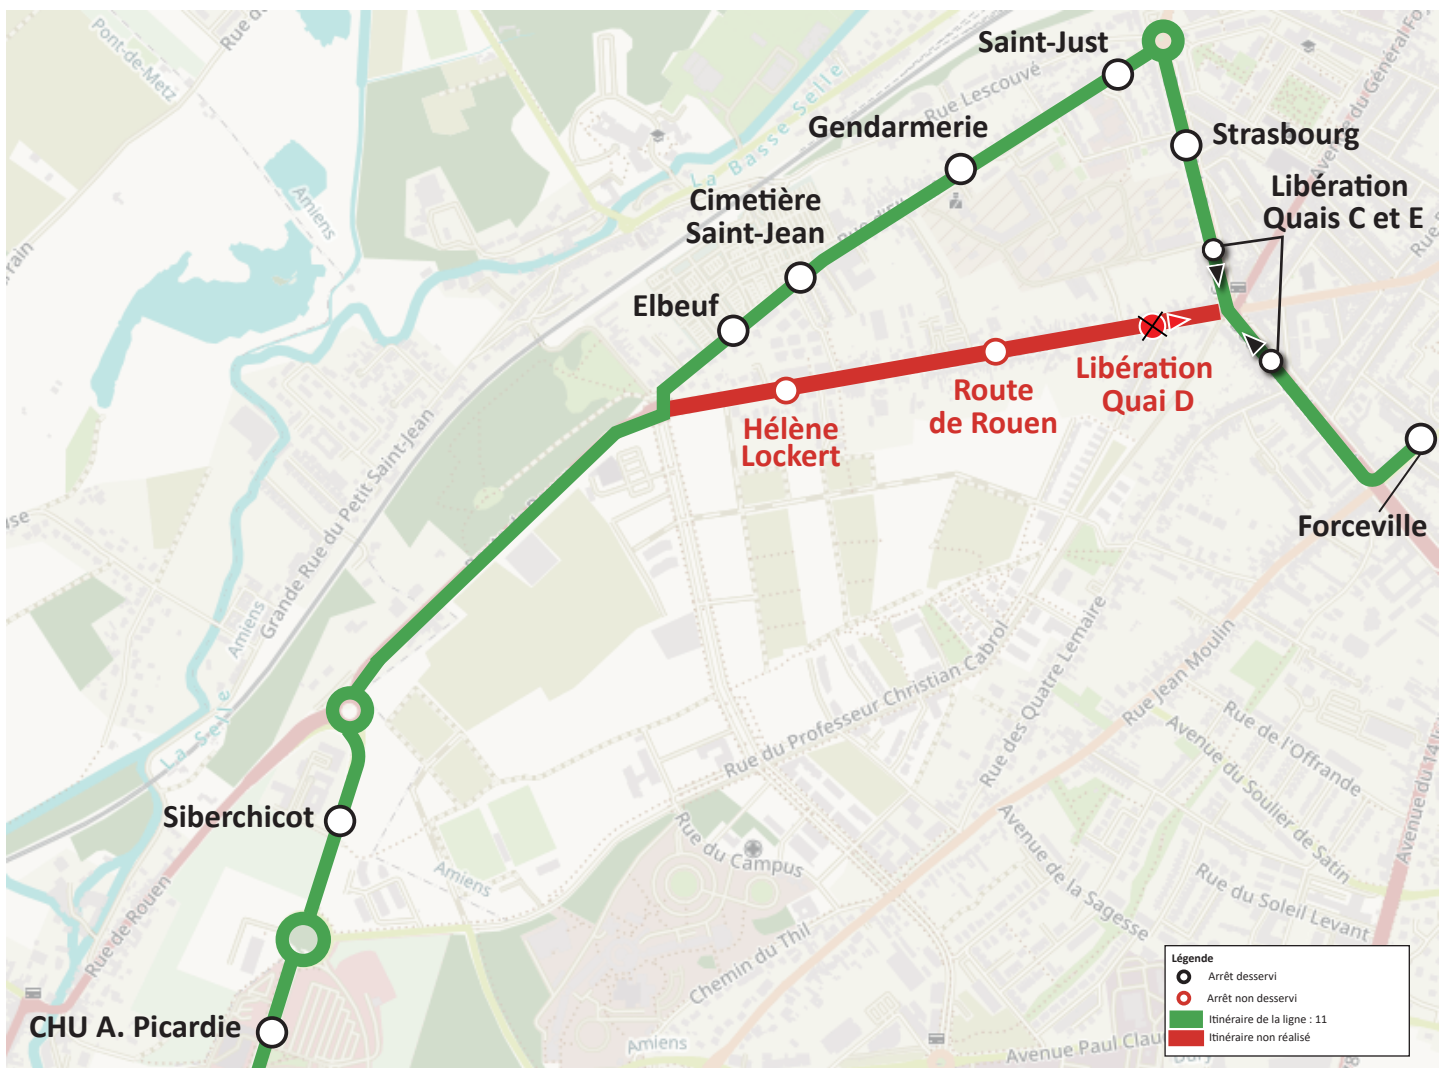 Pont-de-Metz
Rue du
Saint-Just
Rue Lescouvé
La Basse Selle
Gendarmerie
Strasbourg
Libération
Quais C et E
Cimetière
Saint-Jean
Amiens
Elbeuf
Libération
Quai D
Route
de Rouen
Hélène
Lockert
Forceville
Grande Rue du Petit Saint-Jean
Amiens
La Selle
Rue du Professeur Christian Cabrol
Rue des Quatre Lemaire
Rue Jean Moulin
Rue de l'Offrande
Avenue du Soulier de Satin
Siberchicot
Rue du Campus
Amiens
Avenue de la Sagesse
Rue du Soleil Levant
Rue de Rouen
Chemin du Thil
CHU A. Picardie
Amiens
Avenue Paul Clau
Légende
Arrêt desservi
Arrêt non desservi
Itinéraire de la ligne : 11
Itinéraire non réalisé